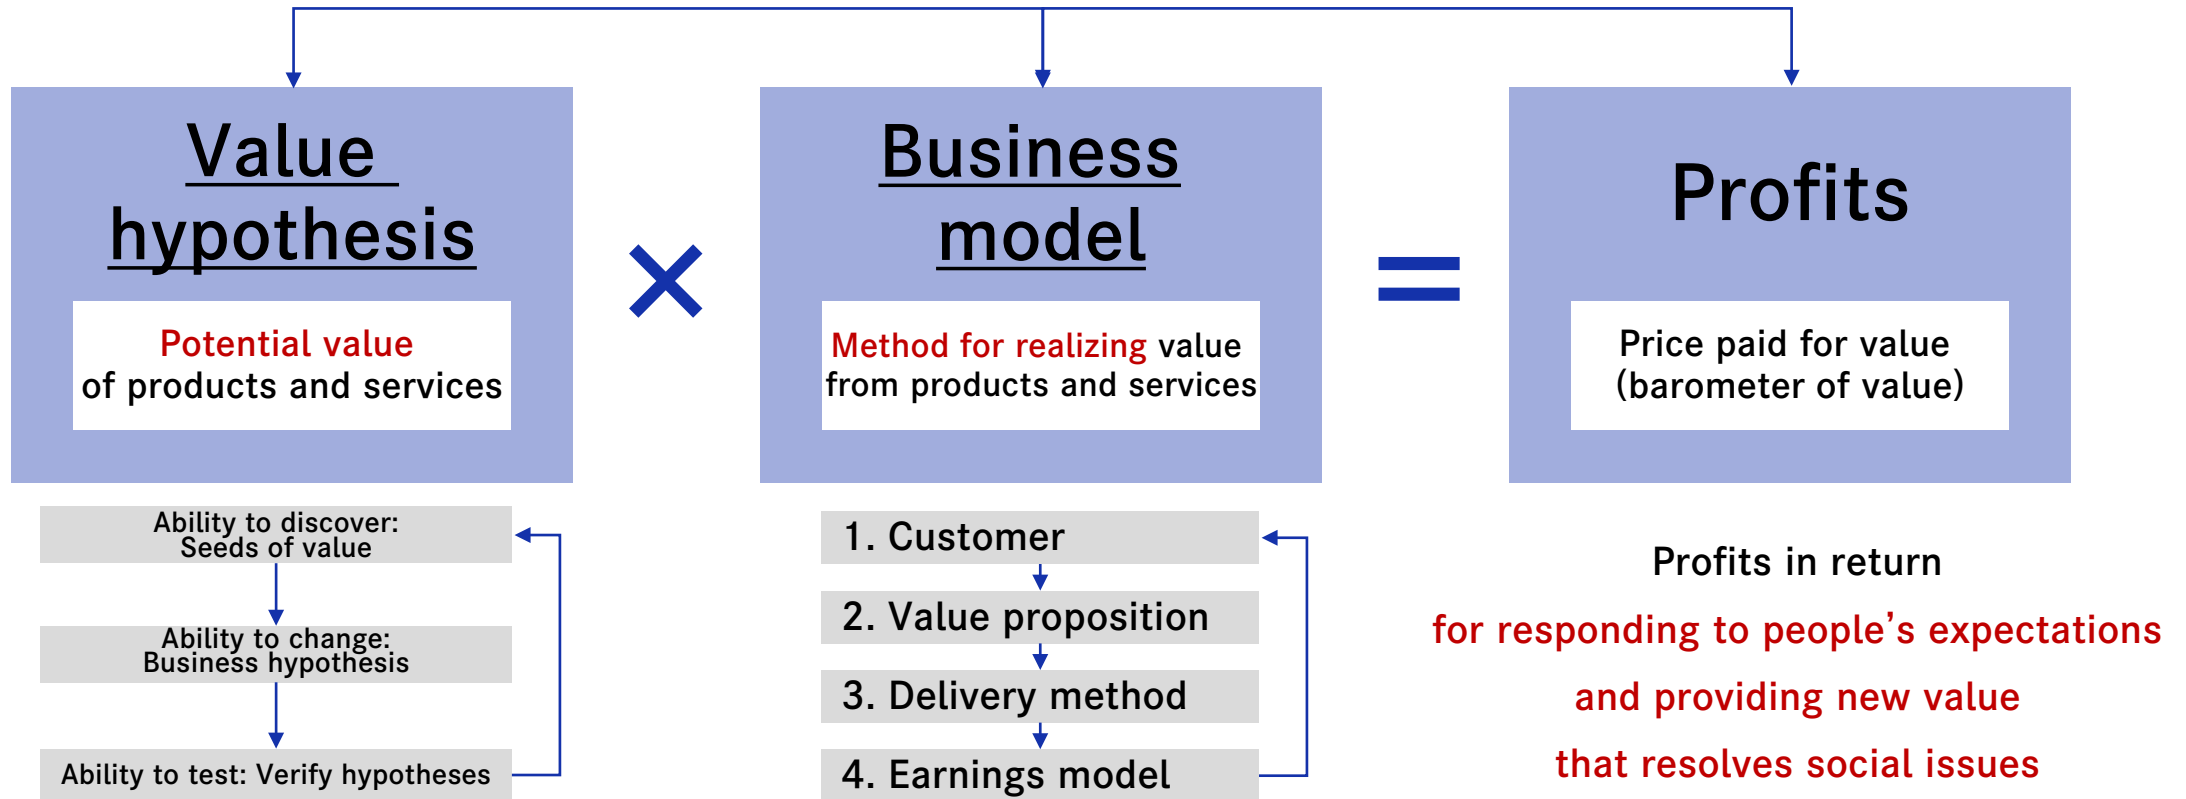 Value
hypothesis
Potential value
of products and services
Ability to discover:
Seeds of value
Ability to change:
Business hypothesis
Ability to test: Verify hypotheses
×
Business
model
Method for realizing value
from products and services
1. Customer
2. Value proposition
3. Delivery method
4. Earnings model
=
Profits
Price paid for value
(barometer of value)
Profits in return
for responding to people’s expectations
and providing new value
that resolves social issues